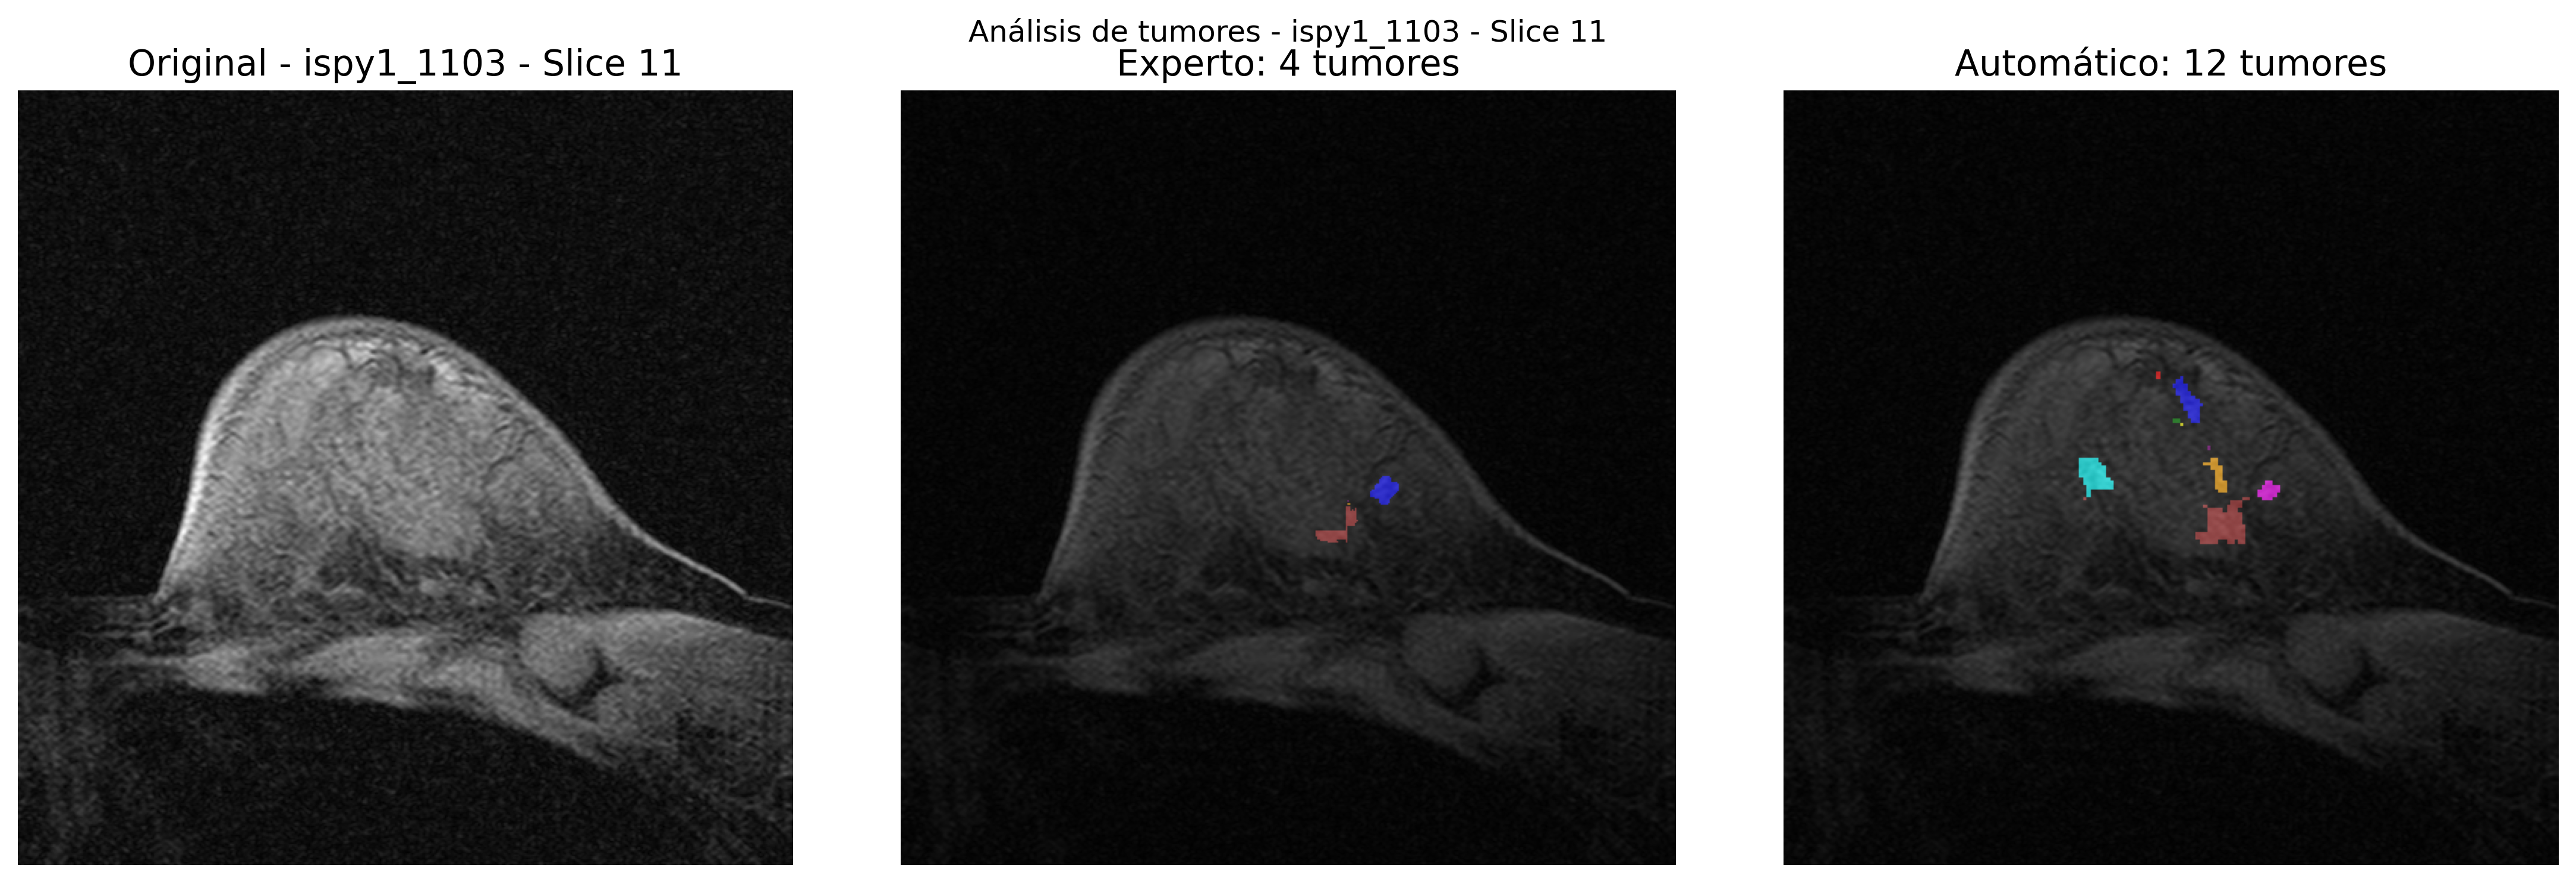 Análisis de tumores - ispy1_1103 - Slice 11
Original - ispy1_1103 - Slice 11
Experto: 4 tumores
Automático: 12 tumores